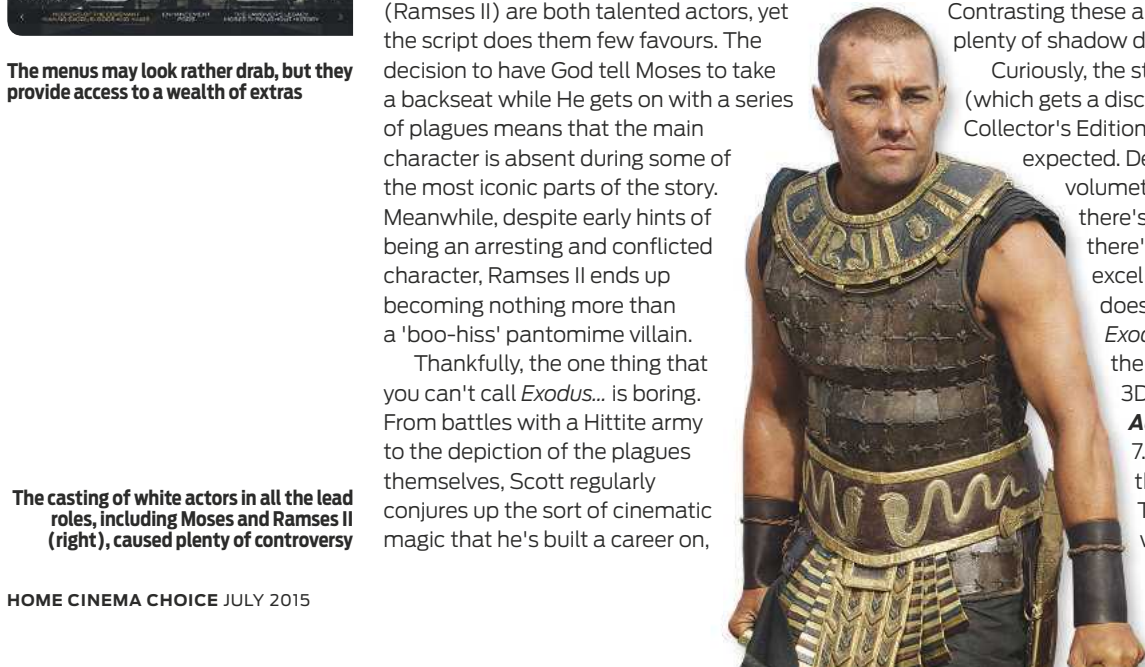 The menus may look rather drab, but they
provide access to a wealth of extras
The casting of white actors in all the lead
roles, including Moses and Ramses II
(right), caused plenty of controversy
HOME CINEMA CHOICE JULY 2015
(Ramses II) are both talented actors, yet
the script does them few favours. The
decision to have God tell Moses to take
a backseat while He gets on with a series
of plagues means that the main
character is absent during some of
the most iconic parts of the story.
Meanwhile, despite early hints of
being an arresting and conflicted
character, Ramses II ends up
becoming nothing more than
a 'boo-hiss' pantomime villain.
Thankfully, the one thing that
you can't call Exodus... is boring.
From battles with a Hittite army
to the depiction of the plagues
themselves, Scott regularly
conjures up the sort of cinematic
magic that he's built a career on,
Contrasting these a
plenty of shadow d
Curiously, the s
(which gets a disc
Collector's Edition
expected. De
volumet
there's
there'
excel
does
Exo
the
3D
A
7.
t
T
v